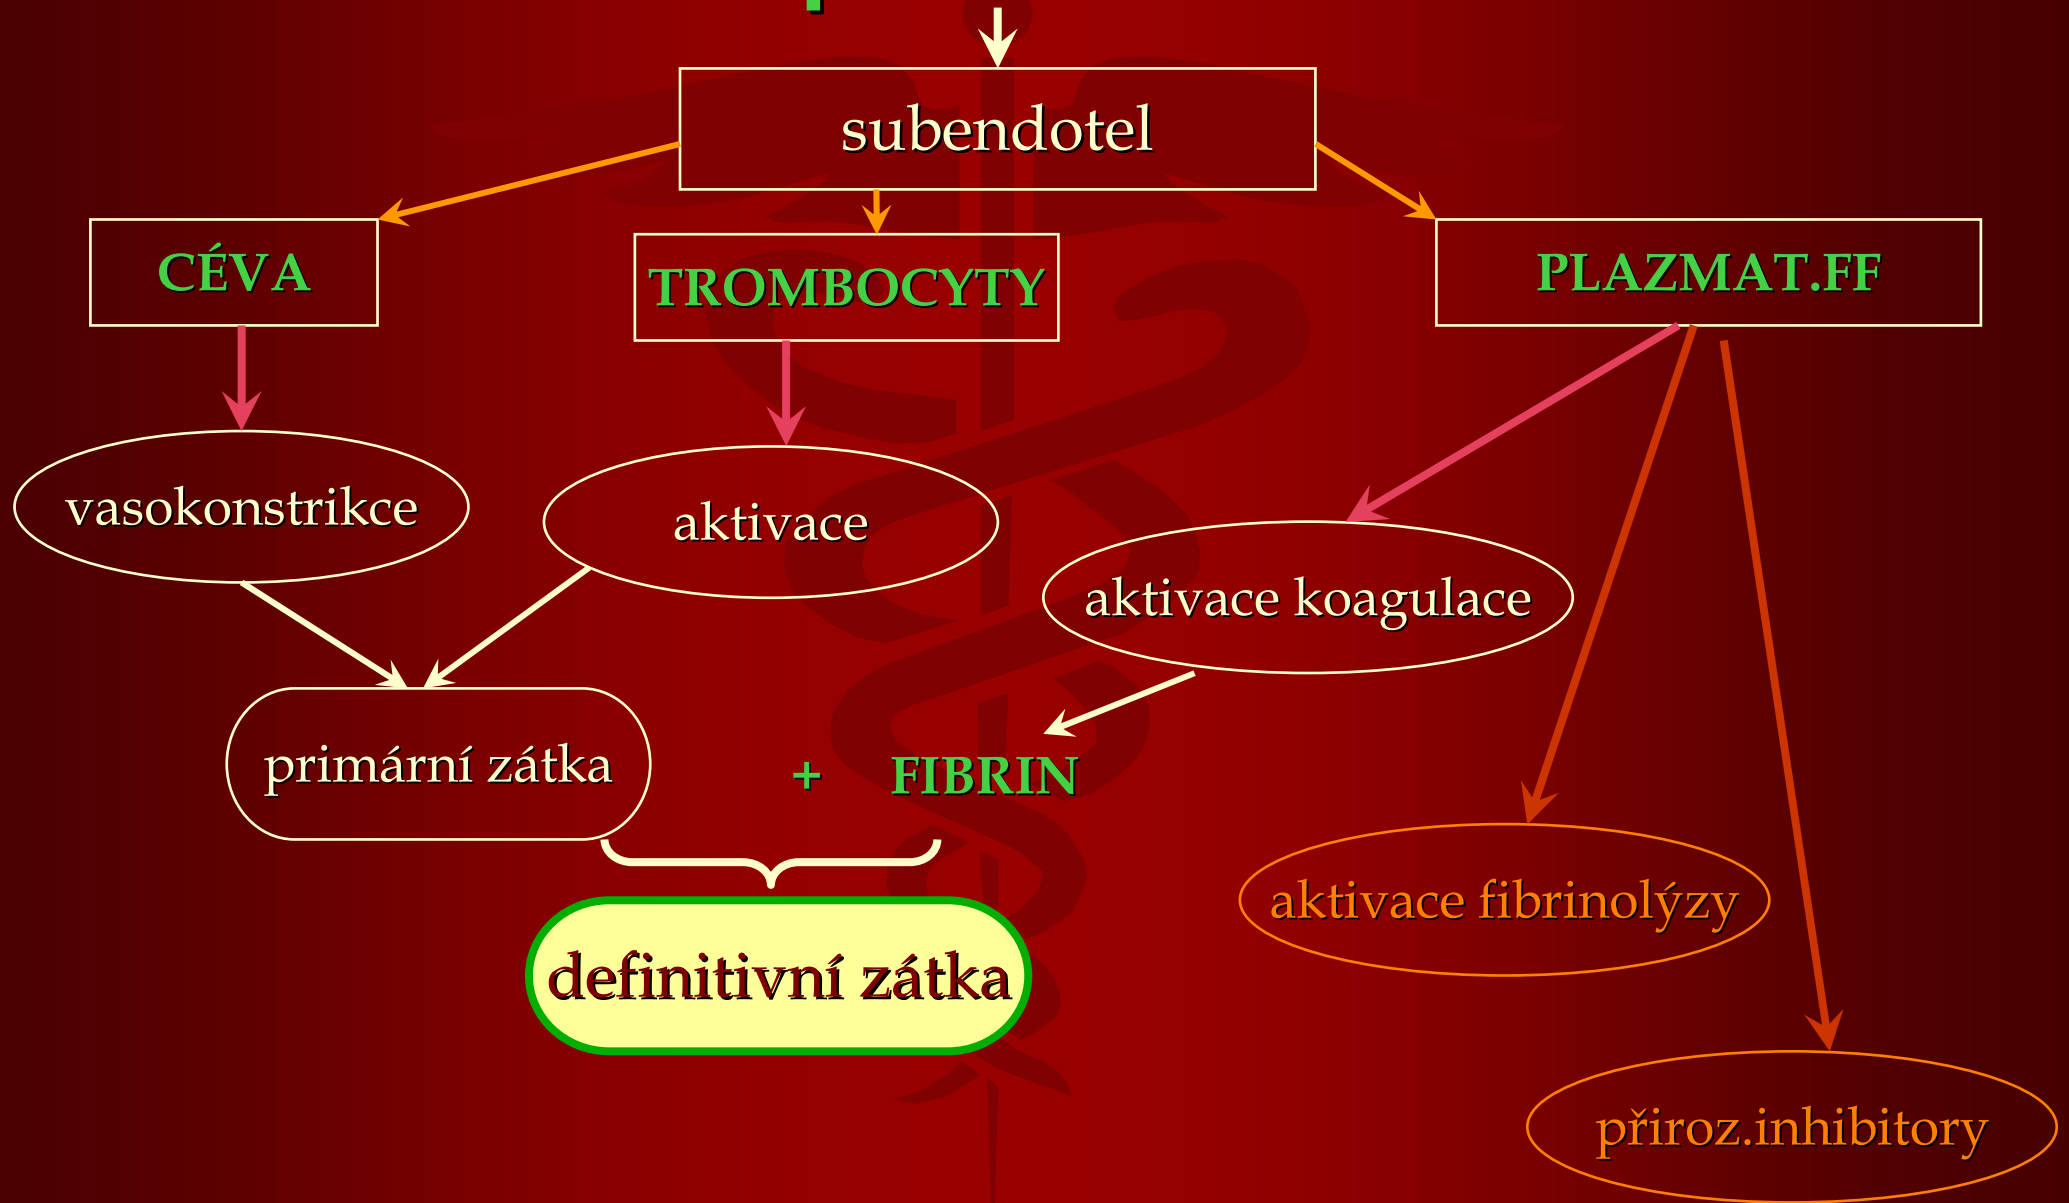 subendotel
CÉVA
TROMBOCYTY
PLAZMAT.FF
vasokonstrikce
aktivace
aktivace koagulace
primární zátka
+ FIBRIN
aktivace fibrinolýzy
definitivní zátka
přiroz.inhibitory